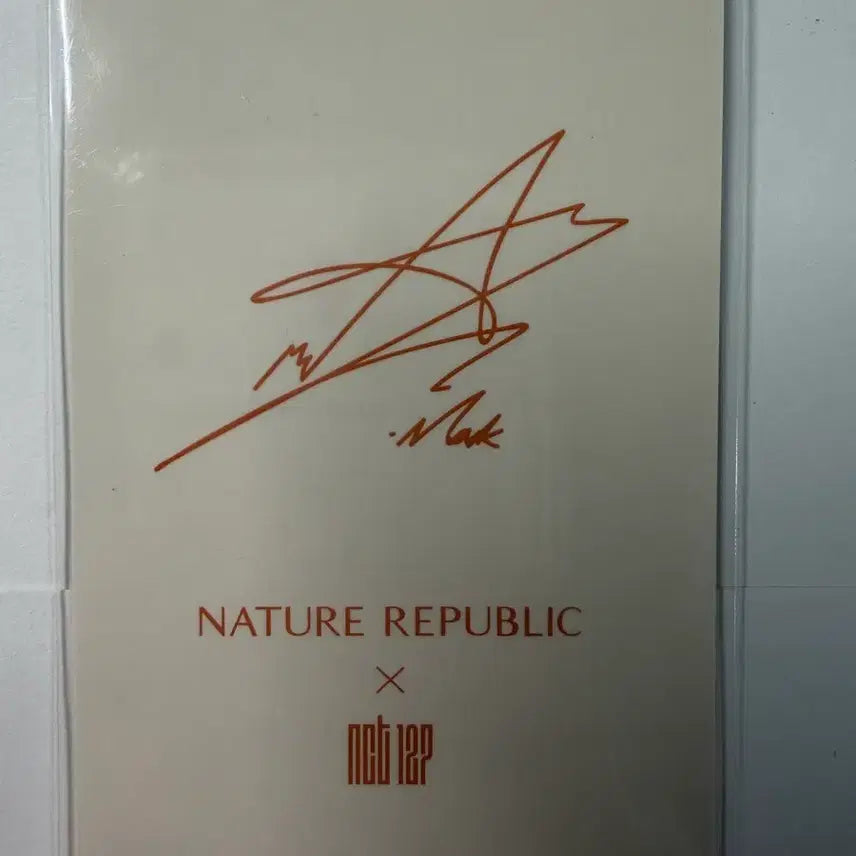 Mark
NATURE REPUBLIC
×
nct 127